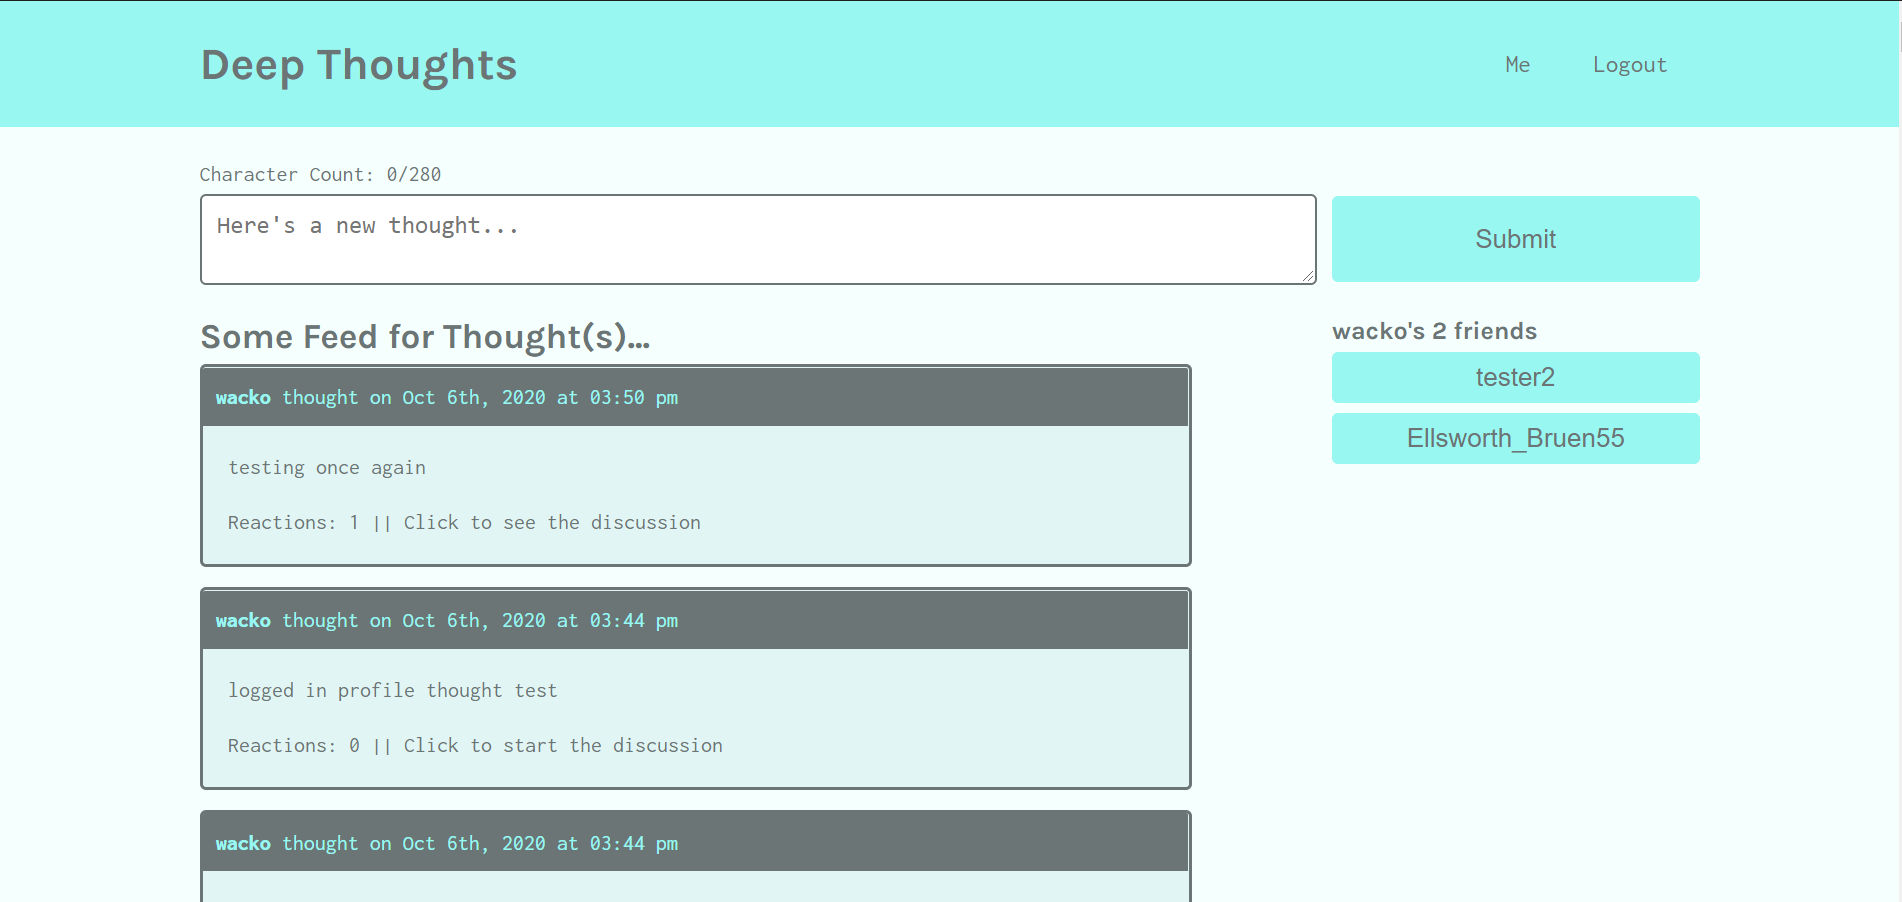 Deep Thoughts
Me
Logout
Character Count: 0/280
Here's a new thought...
Submit
Some Feed for Thought(s)...
wacko thought on Oct 6th, 2020 at 03:50 pm
testing once again
Reactions: 1 || Click to see the discussion
wacko thought on Oct 6th, 2020 at 03:44 pm
logged in profile thought test
Reactions: 0 || Click to start the discussion
wacko thought on Oct 6th, 2020 at 03:44 pm
wacko's 2 friends
tester2
Ellsworth_Bruen55